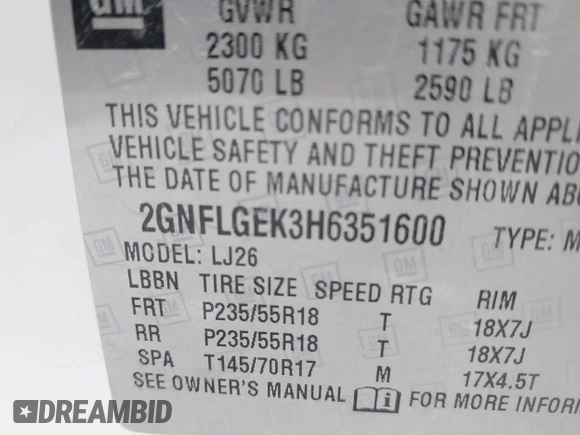 GM
GVWR GAWR FRT
2300 KG 1175 KG
5070 LB 2590 LB
THIS VEHICLE CONFORMS TO ALL APPLI
VEHICLE SAFETY AND THEFT PREVENTIO
THE DATE OF MANUFACTURE SHOWN ABO
2GNFLGEK3H6351600 TYPE: M
MODEL: LJ26
LBBN TIRE SIZE SPEED RTG RIM
FRT P235/55R18 T 18X7J
RR P235/55R18 T 18X7J
SPA T145/70R17 M 17X4.5T
SEE OWNER'S MANUAL i FOR MORE INFORM
DREAMBID